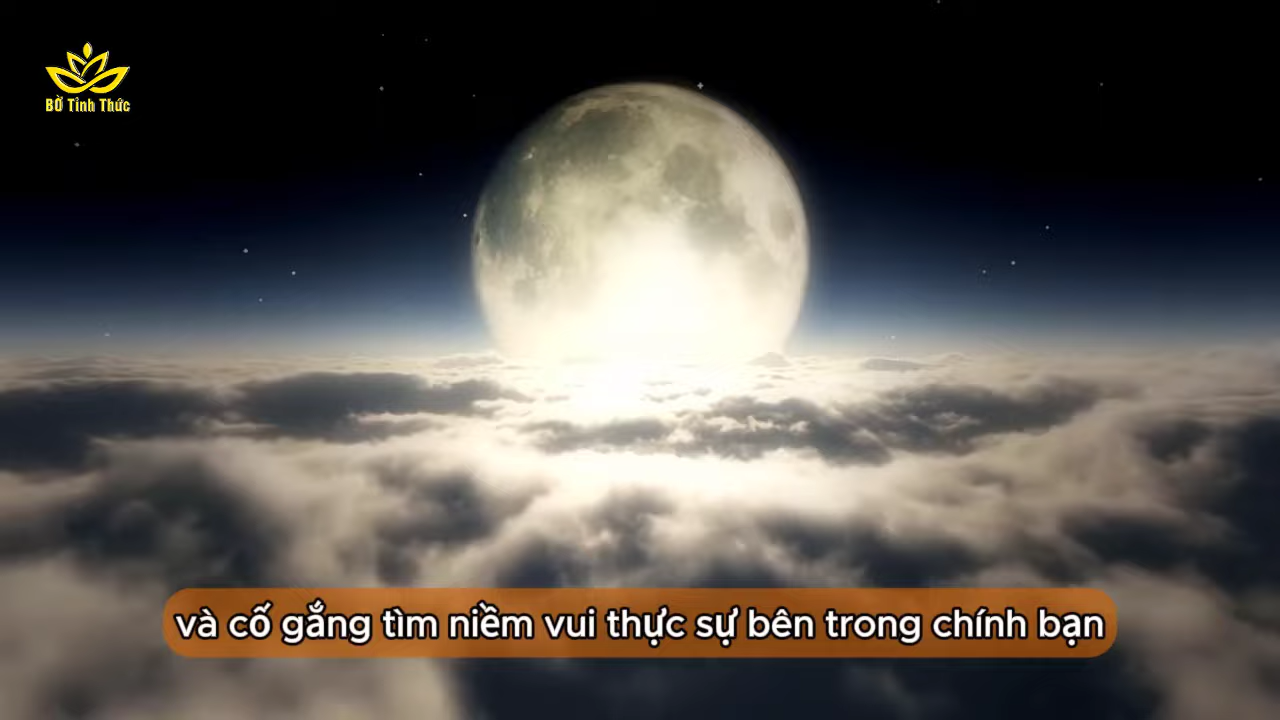 BỜ Tỉnh Thức
và cố gắng tìm niềm vui thực sự bên trong chính bạn